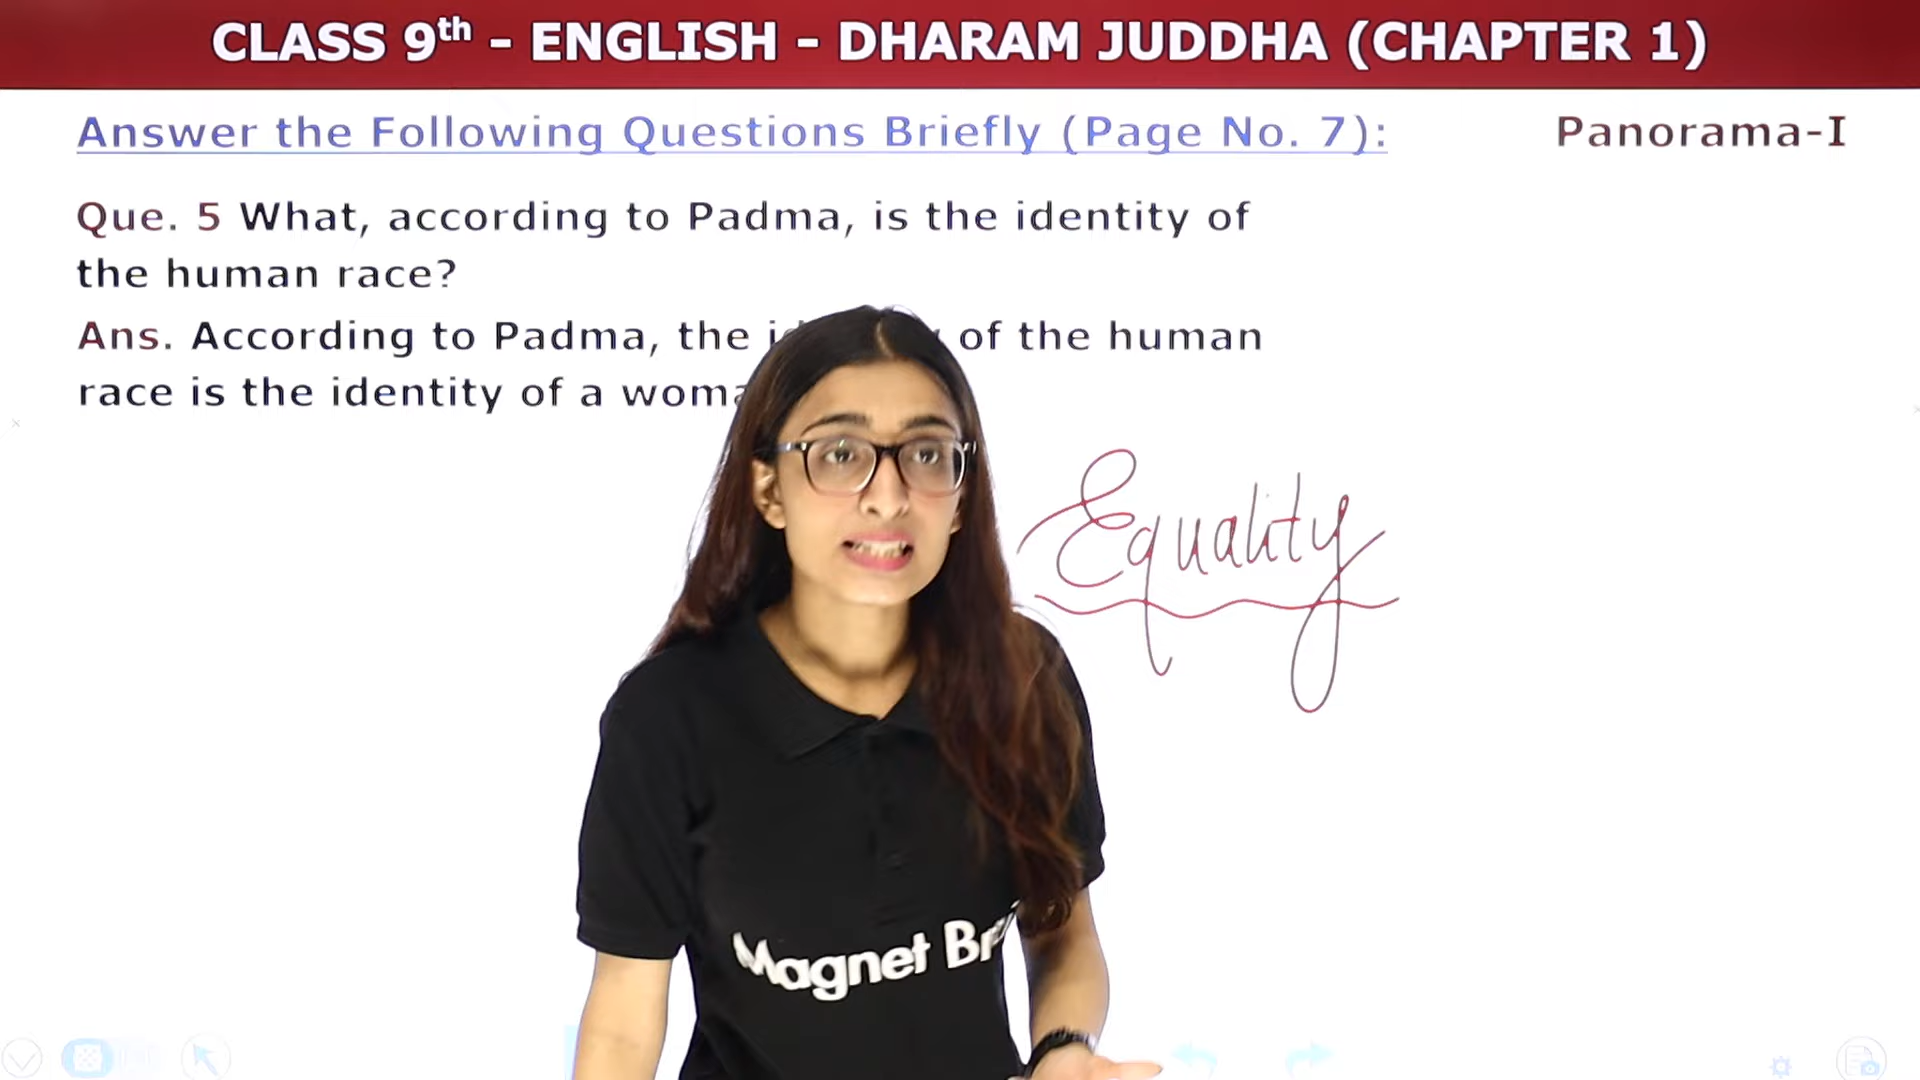 CLASS 9th - ENGLISH - DHARAM JUDDHA (CHAPTER 1)
Answer the Following Questions Briefly (Page No. 7):
Panorama-I
Que. 5 What, according to Padma, is the identity of
the human race?
Ans. According to Padma, the of the human
race is the identity of a
Equality
Magnet